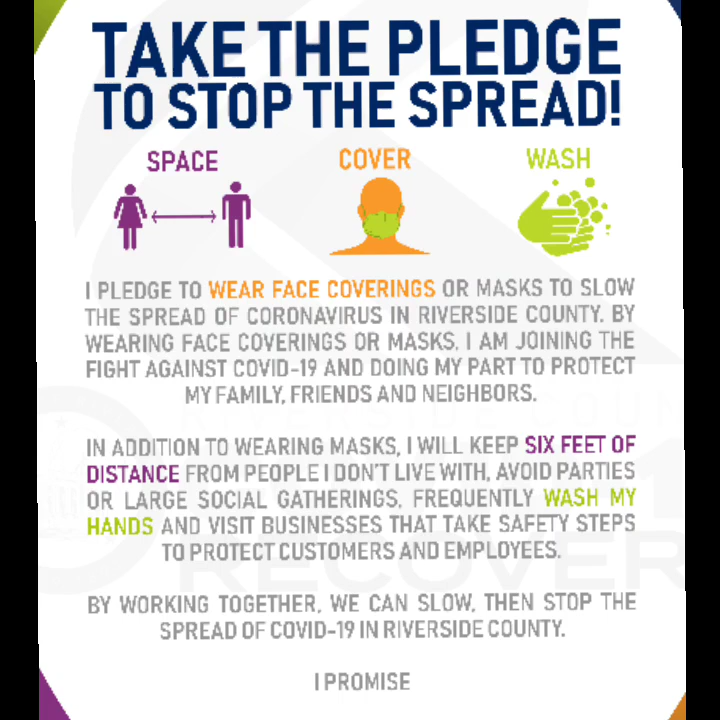 TAKE THE PLEDGE
TO STOP THE SPREAD!
SPACE COVER WASH
I PLEDGE TO WEAR FACE COVERINGS OR MASKS TO SLOW
THE SPREAD OF CORONAVIRUS IN RIVERSIDE COUNTY. BY
WEARING FACE COVERINGS OR MASKS, I AM JOINING THE
FIGHT AGAINST COVID-19 AND DOING MY PART TO PROTECT
MY FAMILY, FRIENDS AND NEIGHBORS.
IN ADDITION TO WEARING MASKS, I WILL KEEP SIX FEET OF
DISTANCE FROM PEOPLE I DON'T LIVE WITH, AVOID PARTIES
OR LARGE SOCIAL GATHERINGS, FREQUENTLY WASH MY
HANDS AND VISIT BUSINESSES THAT TAKE SAFETY STEPS
TO PROTECT CUSTOMERS AND EMPLOYEES.
BY WORKING TOGETHER, WE CAN SLOW, THEN STOP THE
SPREAD OF COVID-19 IN RIVERSIDE COUNTY.
I PROMISE